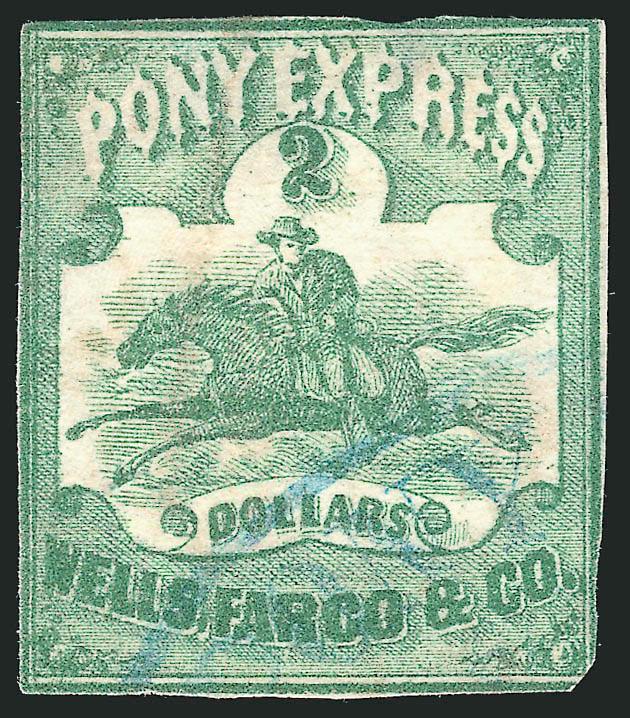 PONY EXPRESS
2
DOLLARS
WELLS, FARGO & CO.